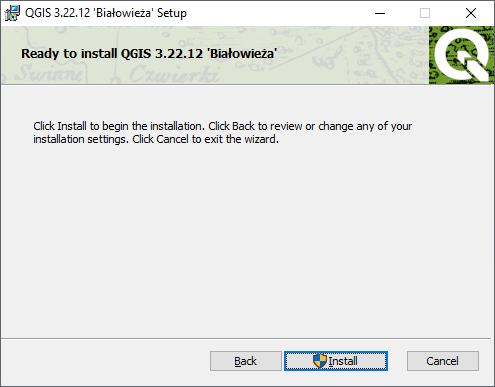 QGIS 3.22.12 'Białowieża' Setup
Ready to install QGIS 3.22.12 'Białowieża'
Swinne
Czwierki
Click Install to begin the installation. Click Back to review or change any of your
installation settings. Click Cancel to exit the wizard.
Back
Install
Cancel